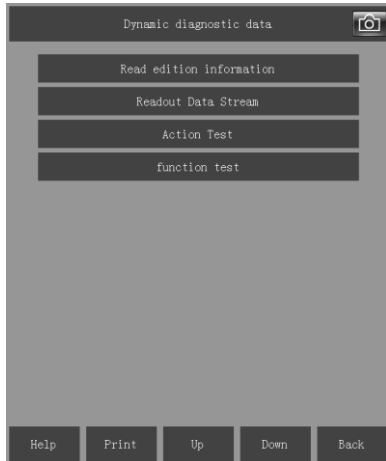 Dynamic diagnostic data
Read edition information
Readout Data Stream
Action Test
function test
Help Print Up Down Back